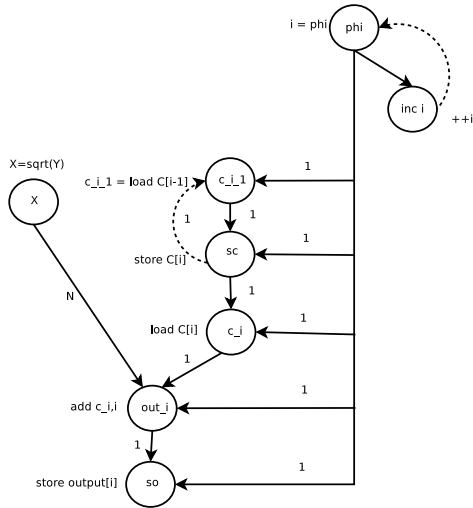 i = phi
phi
inc i
++i
X=sqrt(Y)
X
c_i_1 = load C[i-1]
c_i_1
1
1
1
store C[i]
sc
1
1
load C[i]
c_i
1
N
1
add c_i,i
out_i
1
1
store output[i]
so
1